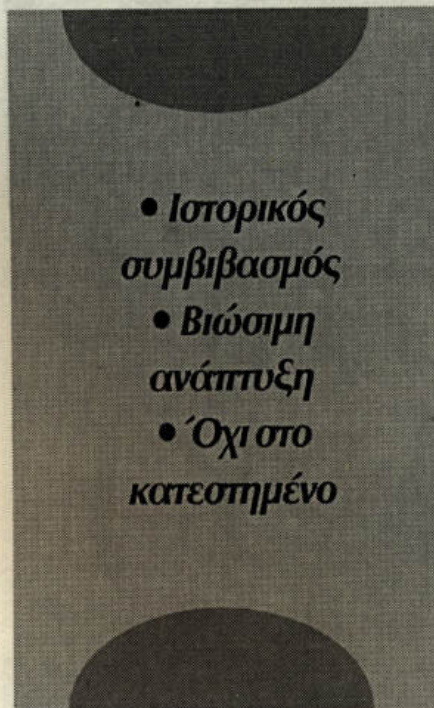 • Ιστορικός
συμβιβασμός
• Βιώσιμη
ανάπτυξη
• Όχι στο
κατεστημένο